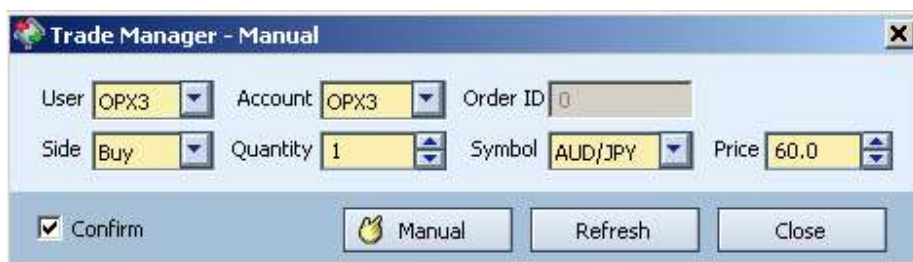 Trade Manager - Manual
User OPX3 Account OPX3 Order ID 0
Side Buy Quantity 1 Symbol AUD/JPY Price 60.0
Confirm Manual Refresh Close